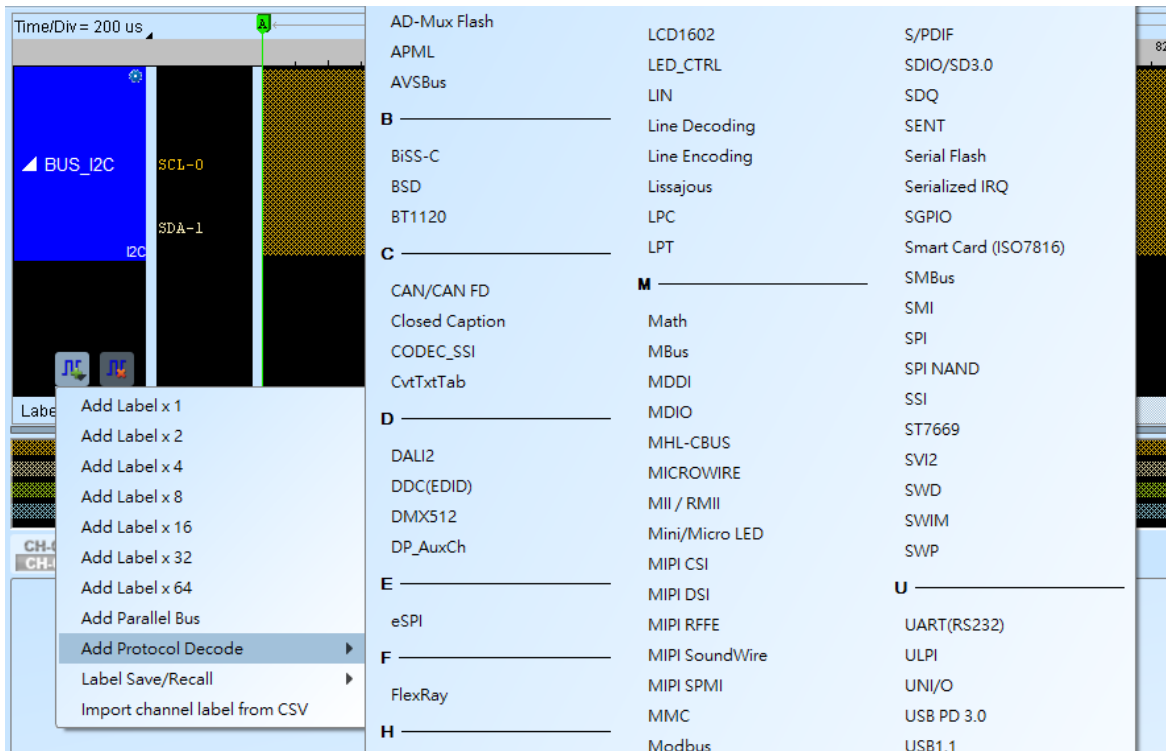 Time/Div = 200 us
A
BUS_I2C
SCL-0
SDA-1
I2C
Labe
CH-
CH-
Add Label x 1
Add Label x 2
Add Label x 4
Add Label x 8
Add Label x 16
Add Label x 32
Add Label x 64
Add Parallel Bus
Add Protocol Decode
Label Save/Recall
Import channel label from CSV
AD-Mux Flash
APML
AVSBus
B
BiSS-C
BSD
BT1120
C
CAN/CAN FD
Closed Caption
CODEC_SSI
CvtTxtTab
D
DALI2
DDC(EDID)
DMX512
DP_AuxCh
E
eSPI
F
FlexRay
H
LCD1602
LED_CTRL
LIN
Line Decoding
Line Encoding
Lissajous
LPC
LPT
M
Math
MBus
MDDI
MDIO
MHL-CBUS
MICROWIRE
MII / RMII
Mini/Micro LED
MIPI CSI
MIPI DSI
MIPI RFFE
MIPI SoundWire
MIPI SPMI
MMC
Modbus
S/PDIF
SDIO/SD3.0
SDQ
SENT
Serial Flash
Serialized IRQ
SGPIO
Smart Card (ISO7816)
SMBus
SMI
SPI
SPI NAND
SSI
ST7669
SVI2
SWD
SWIM
SWP
U
UART(RS232)
ULPI
UNI/O
USB PD 3.0
USB1.1
82